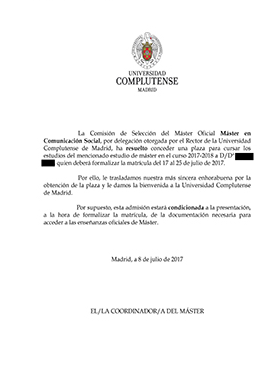 UNIVERSIDAD
COMPLUTENSE
MADRID
La Comisión de Selección del Máster Oficial Máster en
Comunicación Social, por delegación otorgada por el Rector de la Universidad
Complutense de Madrid, ha resuelto conceder una plaza para cursar los
estudios del mencionado estudio de máster en el curso 2017-2018 a D/Dª
quien deberá formalizar la matrícula del 17 al 25 de julio de 2017.
Por ello, le trasladamos nuestra más sincera enhorabuena por la
obtención de la plaza y le damos la bienvenida a la Universidad Complutense
de Madrid.
Por supuesto, esta admisión estará condicionada a la presentación,
a la hora de formalizar la matrícula, de la documentación necesaria para
acceder a las enseñanzas oficiales de Máster.
Madrid, a 8 de julio de 2017
EL/LA COORDINADOR/A DEL MÁSTER